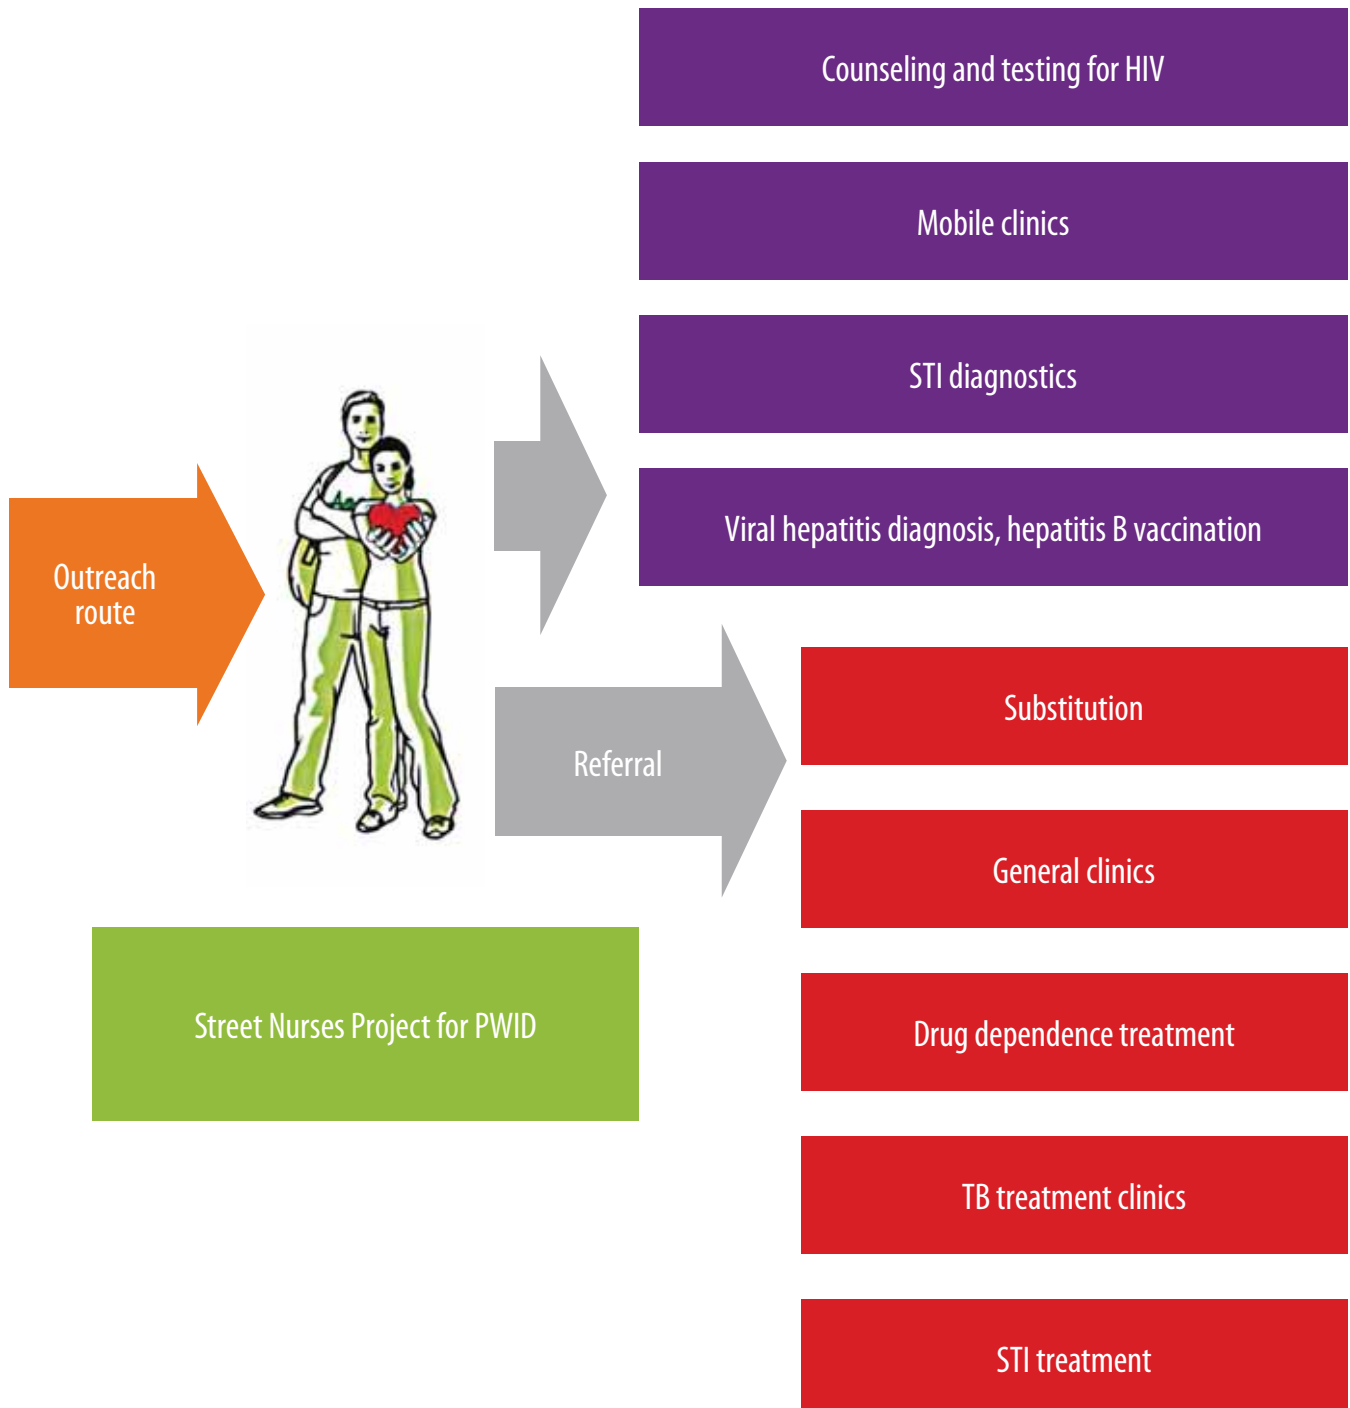 Counseling and testing for HIV
Mobile clinics
STI diagnostics
Viral hepatitis diagnosis, hepatitis B vaccination
Outreach
route
Referral
Substitution
General clinics
Drug dependence treatment
TB treatment clinics
STI treatment
Street Nurses Project for PWID